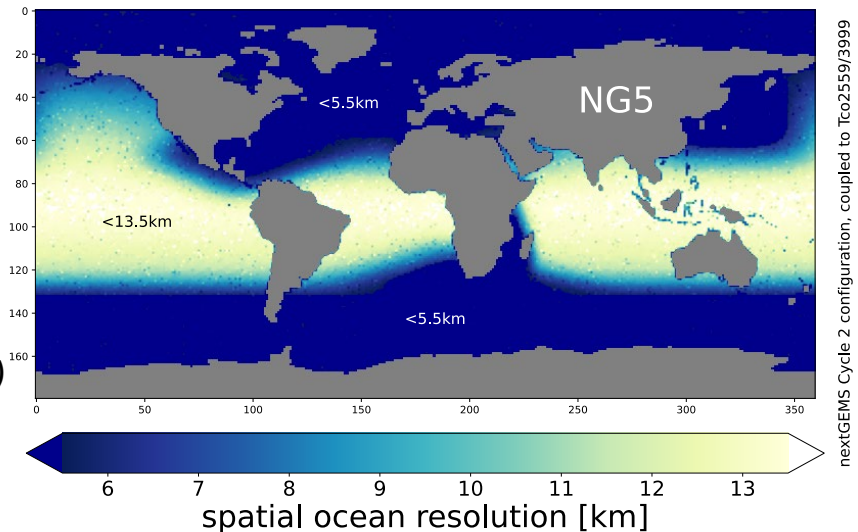 0
20
40
60
80
100
120
140
160
<5.5km
NG5
<13.5km
<5.5km
)
0 50 100 150 200 250 300 350
6 7 8 9 10 11 12 13
spatial ocean resolution [km]
nextGEMS Cycle 2 configuration, coupled to Tco2559/3999